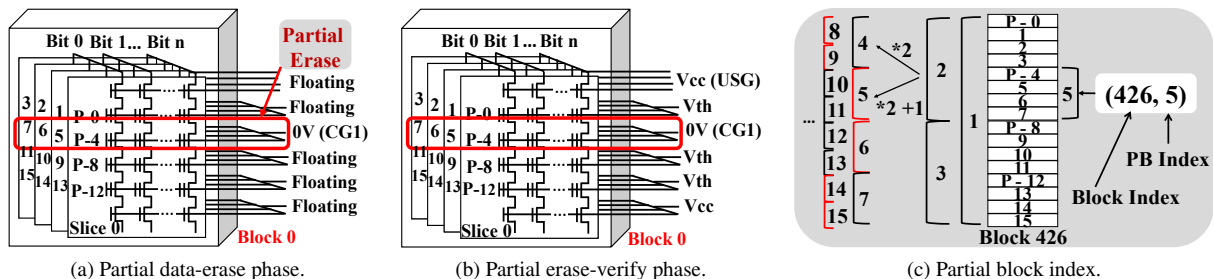 Bit 0 Bit 1... Bit n
Partial
Erase
Floating
Floating
0V (CG1)
Floating
Floating
Floating
3 2 1 P-0
7 6 5 P-4
11 10 9 P-8
15 14 13 P-12
Slice 0
Block 0
(a) Partial data-erase phase.
Bit 0 Bit 1... Bit n
Vcc (USG)
Vth
0V (CG1)
Vth
Vth
Vcc
3 2 1 P-0
7 6 5 P-4
11 10 9 P-8
15 14 13 P-12
Slice 0
Block 0
(b) Partial erase-verify phase.
...
8
9
10
11
12
13
14
15
4
5
6
7
*2
*2 +1
2
3
1
P - 0
1
2
3
P - 4
5
6
7
P - 8
9
10
11
P - 12
13
14
15
5
(426, 5)
PB Index
Block Index
Block 426
(c) Partial block index.